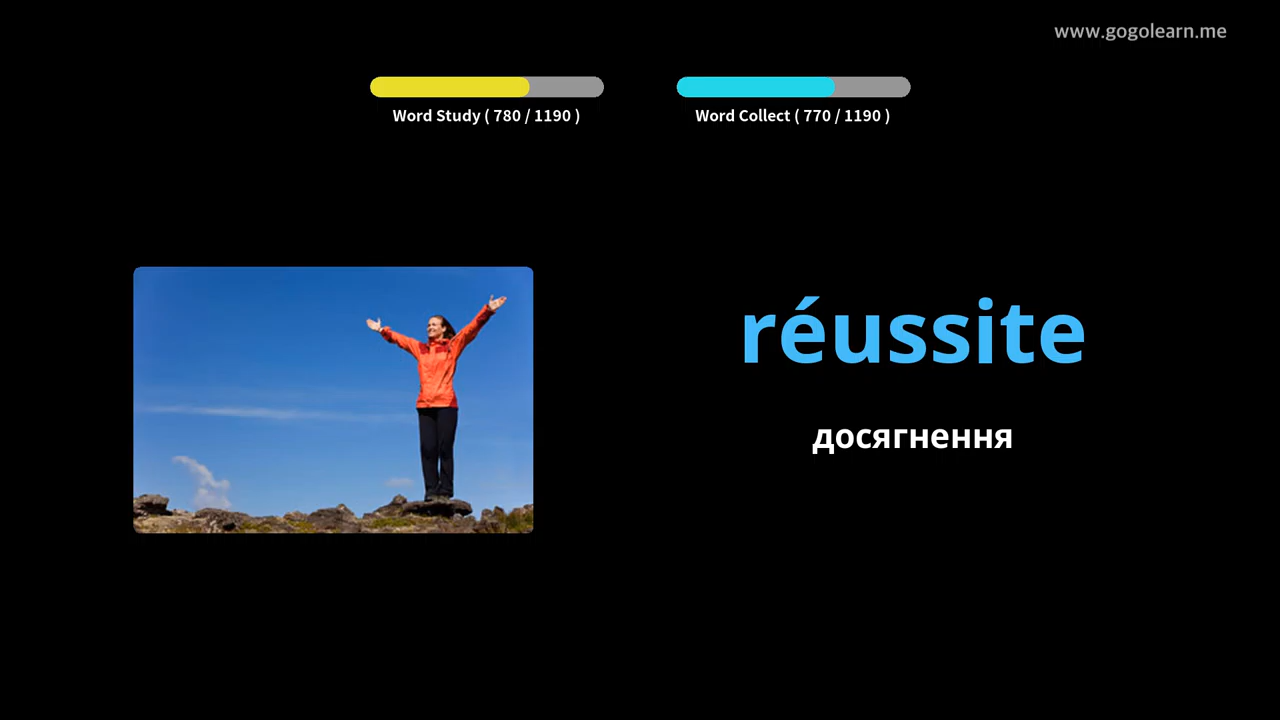 www.gogolearn.me
Word Study ( 780 / 1190 )
Word Collect ( 770 / 1190 )
réussite
досягнення